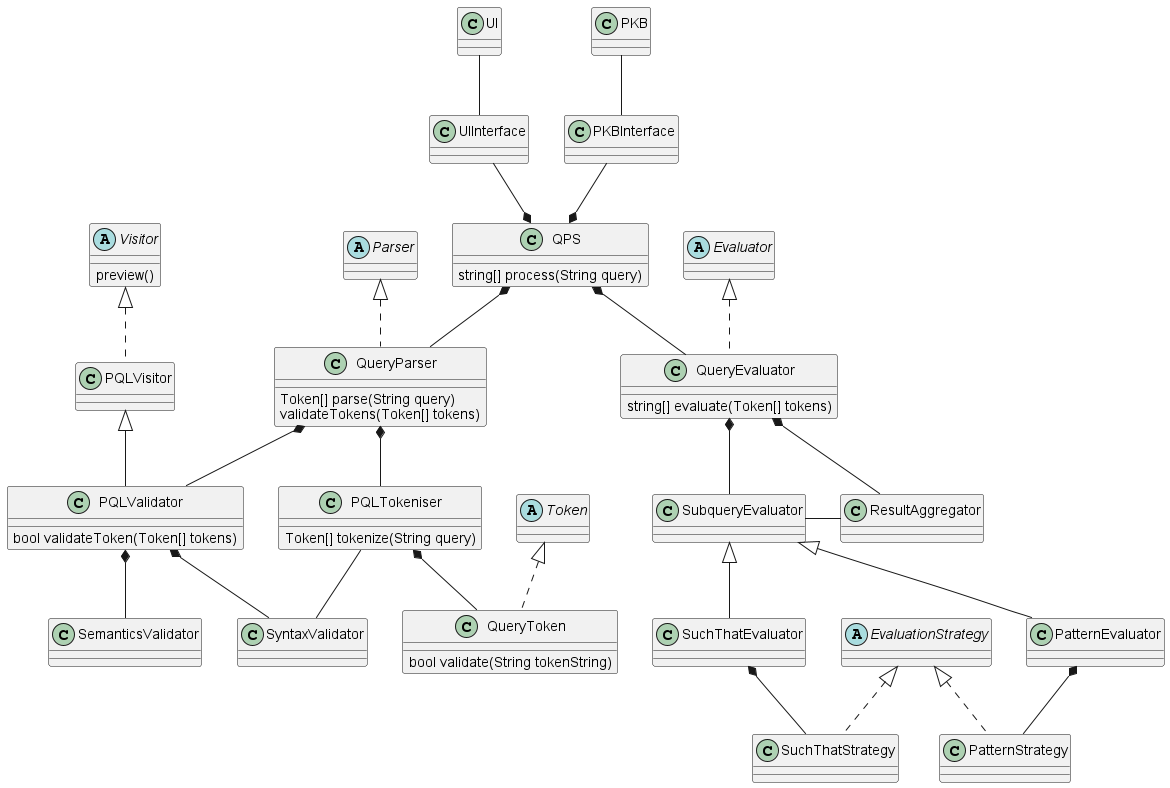 C UI
C PKB
C UIInterface
C PKBInterface
A Visitor
preview()
A Parser
C QPS
string[] process(String query)
A Evaluator
C PQLVisitor
C QueryParser
Token[] parse(String query)
validateTokens(Token[] tokens)
C QueryEvaluator
string[] evaluate(Token[] tokens)
C PQLValidator
bool validateToken(Token[] tokens)
C PQLTokeniser
Token[] tokenize(String query)
A Token
C SubqueryEvaluator
C ResultAggregator
C SemanticsValidator
C SyntaxValidator
C QueryToken
bool validate(String tokenString)
C SuchThatEvaluator
A EvaluationStrategy
C PatternEvaluator
C SuchThatStrategy
C PatternStrategy